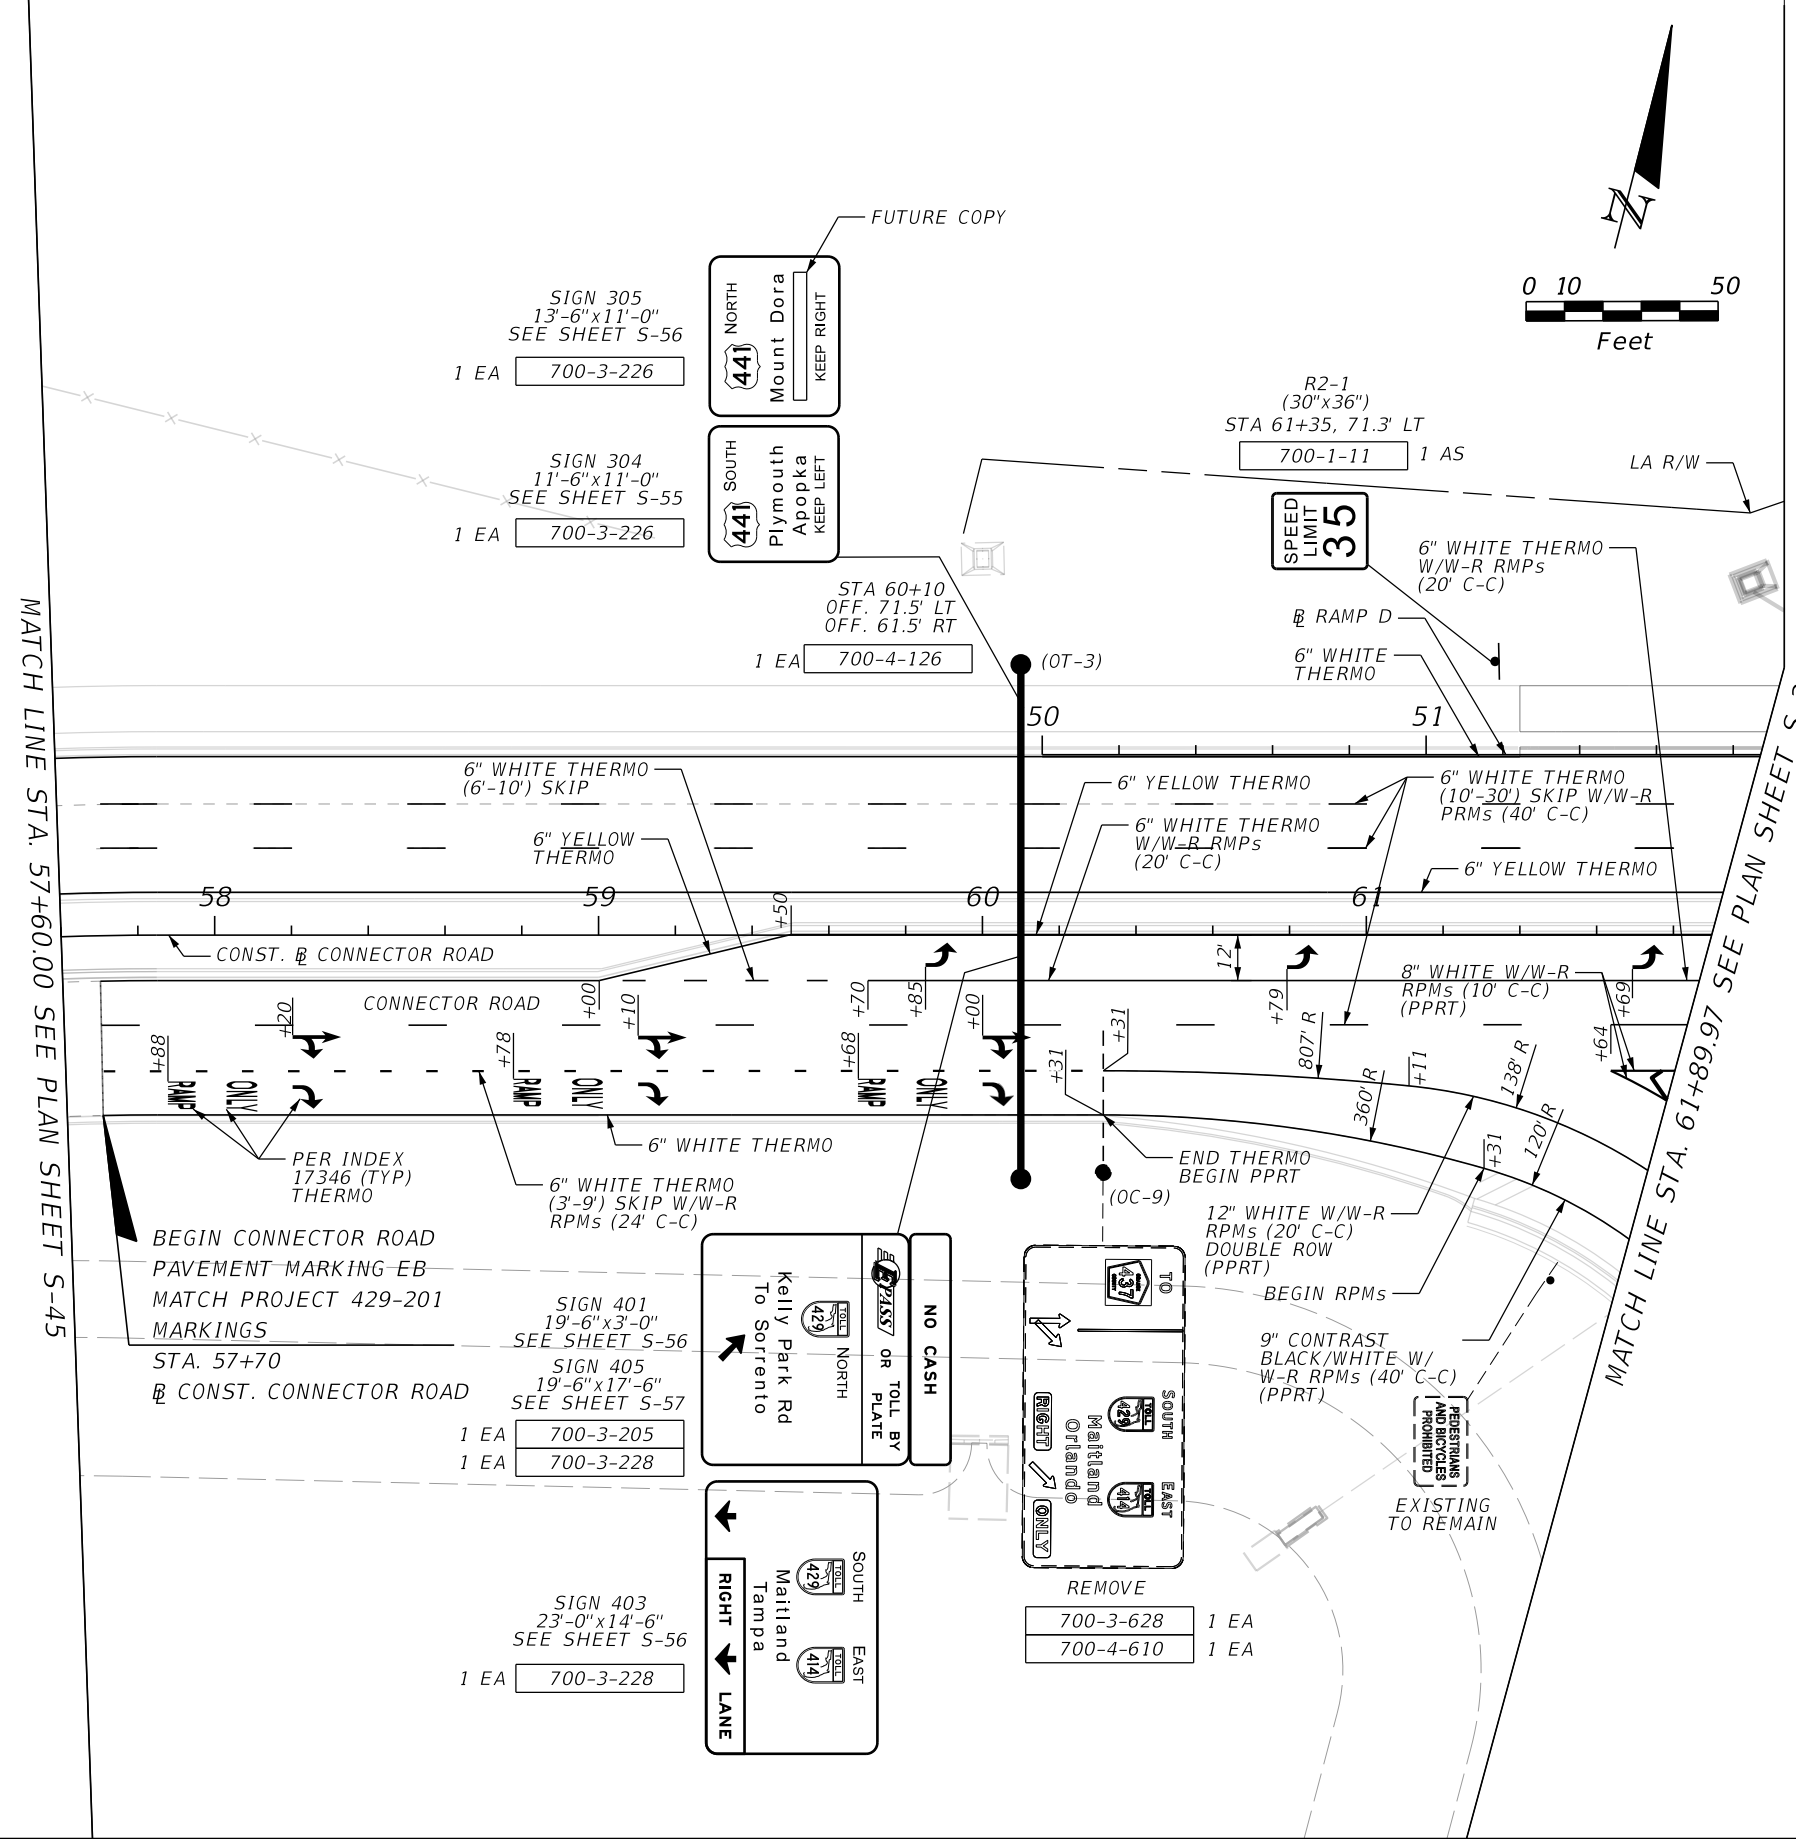 FUTURE COPY
SIGN 305
13'-6"x11'-0"
SEE SHEET S-56
1 EA 700-3-226
441 NORTH
Mount Dora
KEEP RIGHT
SIGN 304
11'-6"x11'-0"
SEE SHEET S-55
1 EA 700-3-226
441 SOUTH
Plymouth
Apopka
KEEP LEFT
N
0 10 50
Feet
R2-1
(30"x36")
STA 61+35, 71.3' LT
700-1-11 1 AS
SPEED
LIMIT
35
LA R/W
6" WHITE THERMO
W/W-R RMPs
(20' C-C)
STA 60+10
OFF. 71.5' LT
OFF. 61.5' RT
1 EA 700-4-126
(OT-3)
BL RAMP D
6" WHITE
THERMO
50 51
6" WHITE THERMO
(6'-10') SKIP
6" YELLOW
THERMO
6" YELLOW THERMO
6" WHITE THERMO
W/W-R RMPs
(20' C-C)
6" WHITE THERMO
(10'-30') SKIP W/W-R
PRMs (40' C-C)
6" YELLOW THERMO
58 59 60 61
+50
CONST. BL CONNECTOR ROAD
12'
CONNECTOR ROAD
+88
+20
+78
+00
+10
+68
+70
+85
+00
+31
+31
+79
807' R
360' R
+11
138' R
+31
120' R
+64
+69
8" WHITE W/W-R
RPMs (10' C-C)
(PPRT)
RAMP ONLY
RAMP ONLY
RAMP ONLY
PER INDEX
17346 (TYP)
THERMO
6" WHITE THERMO
6" WHITE THERMO
(3'-9') SKIP W/W-R
RPMs (24' C-C)
END THERMO
BEGIN PPRT
(OC-9)
12" WHITE W/W-R
RPMs (20' C-C)
DOUBLE ROW
(PPRT)
BEGIN RPMs
9" CONTRAST
BLACK/WHITE W/
W-R RPMs (40' C-C)
(PPRT)
BEGIN CONNECTOR ROAD
PAVEMENT MARKING EB
MATCH PROJECT 429-201
MARKINGS
STA. 57+70
BL CONST. CONNECTOR ROAD
SIGN 401
19'-6"x3'-0"
SEE SHEET S-56
SIGN 405
19'-6"x17'-6"
SEE SHEET S-57
1 EA 700-3-205
1 EA 700-3-228
NO CASH
EPASS OR TOLL BY
PLATE
TOLL 429 NORTH
Kelly Park Rd
To Sorrento
SIGN 403
23'-0"x14'-6"
SEE SHEET S-56
1 EA 700-3-228
SOUTH EAST
TOLL 429 TOLL 414
Maitland
Tampa
RIGHT LANE
TO
437
SOUTH EAST
TOLL 429 TOLL 414
Maitland
Orlando
RIGHT ONLY
REMOVE
700-3-628 1 EA
700-4-610 1 EA
PEDESTRIANS
AND BICYCLES
PROHIBITED
EXISTING
TO REMAIN
MATCH LINE STA. 57+60.00 SEE PLAN SHEET S-45
MATCH LINE STA. 61+89.97 SEE PLAN SHEET